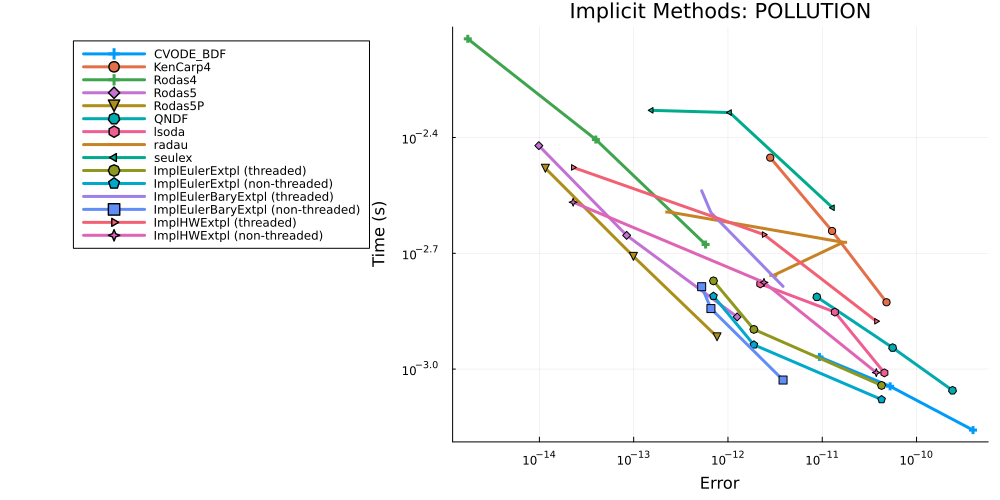 Implicit Methods: POLLUTION
CVODE_BDF
KenCarp4
Rodas4
Rodas5
Rodas5P
QNDF
lsoda
radau
seulex
ImplEulerExtpl (threaded)
ImplEulerExtpl (non-threaded)
ImplEulerBaryExtpl (threaded)
ImplEulerBaryExtpl (non-threaded)
ImplHWExtpl (threaded)
ImplHWExtpl (non-threaded)
Time (s)
10⁻²·⁴
10⁻²·⁷
10⁻³·⁰
10⁻¹⁴ 10⁻¹³ 10⁻¹² 10⁻¹¹ 10⁻¹⁰
Error